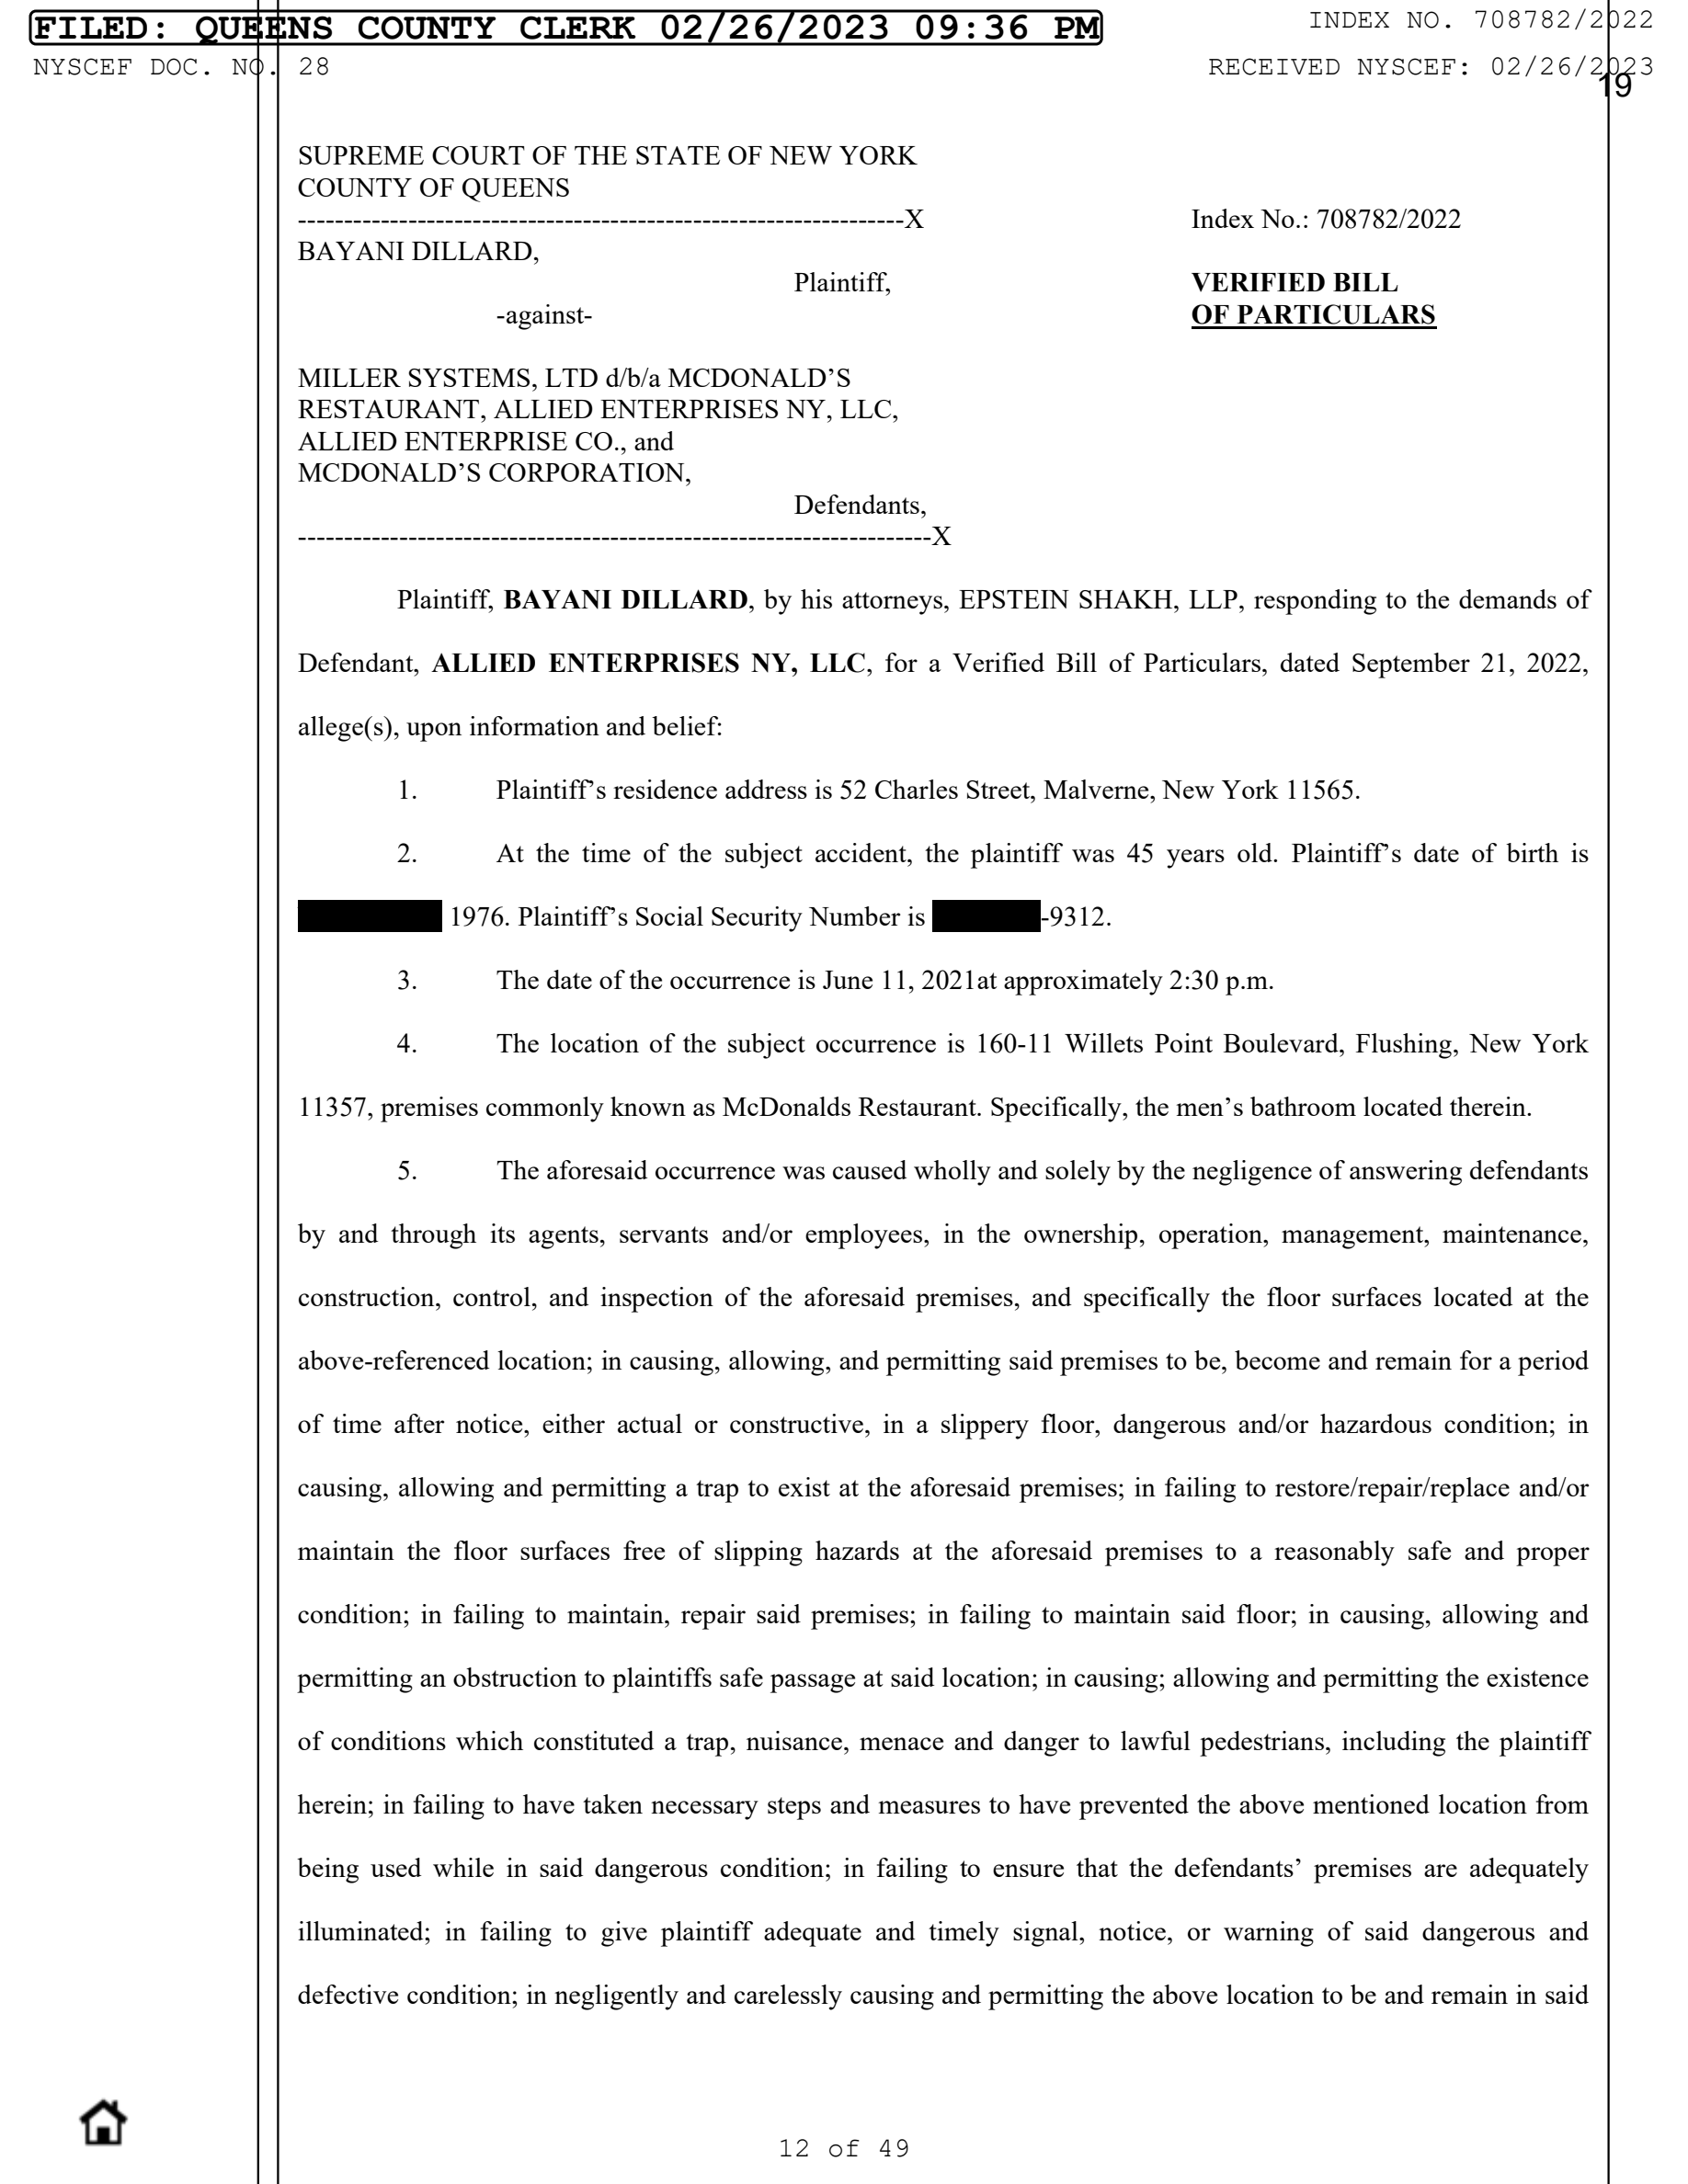 FILED: QUEENS COUNTY CLERK 02/26/2023 09:36 PM
INDEX NO. 708782/2022
NYSCEF DOC. NO. 28
RECEIVED NYSCEF: 02/26/2023
19
SUPREME COURT OF THE STATE OF NEW YORK
COUNTY OF QUEENS
------------------------------------------------------------------X
Index No.: 708782/2022
BAYANI DILLARD,
Plaintiff,
VERIFIED BILL
-against-
OF PARTICULARS
MILLER SYSTEMS, LTD d/b/a MCDONALD’S
RESTAURANT, ALLIED ENTERPRISES NY, LLC,
ALLIED ENTERPRISE CO., and
MCDONALD’S CORPORATION,
Defendants,
---------------------------------------------------------------------X
Plaintiff, BAYANI DILLARD, by his attorneys, EPSTEIN SHAKH, LLP, responding to the demands of
Defendant, ALLIED ENTERPRISES NY, LLC, for a Verified Bill of Particulars, dated September 21, 2022,
allege(s), upon information and belief:
1. Plaintiff’s residence address is 52 Charles Street, Malverne, New York 11565.
2. At the time of the subject accident, the plaintiff was 45 years old. Plaintiff’s date of birth is
1976. Plaintiff’s Social Security Number is -9312.
3. The date of the occurrence is June 11, 2021at approximately 2:30 p.m.
4. The location of the subject occurrence is 160-11 Willets Point Boulevard, Flushing, New York
11357, premises commonly known as McDonalds Restaurant. Specifically, the men’s bathroom located therein.
5. The aforesaid occurrence was caused wholly and solely by the negligence of answering defendants
by and through its agents, servants and/or employees, in the ownership, operation, management, maintenance,
construction, control, and inspection of the aforesaid premises, and specifically the floor surfaces located at the
above-referenced location; in causing, allowing, and permitting said premises to be, become and remain for a period
of time after notice, either actual or constructive, in a slippery floor, dangerous and/or hazardous condition; in
causing, allowing and permitting a trap to exist at the aforesaid premises; in failing to restore/repair/replace and/or
maintain the floor surfaces free of slipping hazards at the aforesaid premises to a reasonably safe and proper
condition; in failing to maintain, repair said premises; in failing to maintain said floor; in causing, allowing and
permitting an obstruction to plaintiffs safe passage at said location; in causing; allowing and permitting the existence
of conditions which constituted a trap, nuisance, menace and danger to lawful pedestrians, including the plaintiff
herein; in failing to have taken necessary steps and measures to have prevented the above mentioned location from
being used while in said dangerous condition; in failing to ensure that the defendants’ premises are adequately
illuminated; in failing to give plaintiff adequate and timely signal, notice, or warning of said dangerous and
defective condition; in negligently and carelessly causing and permitting the above location to be and remain in said
12 of 49